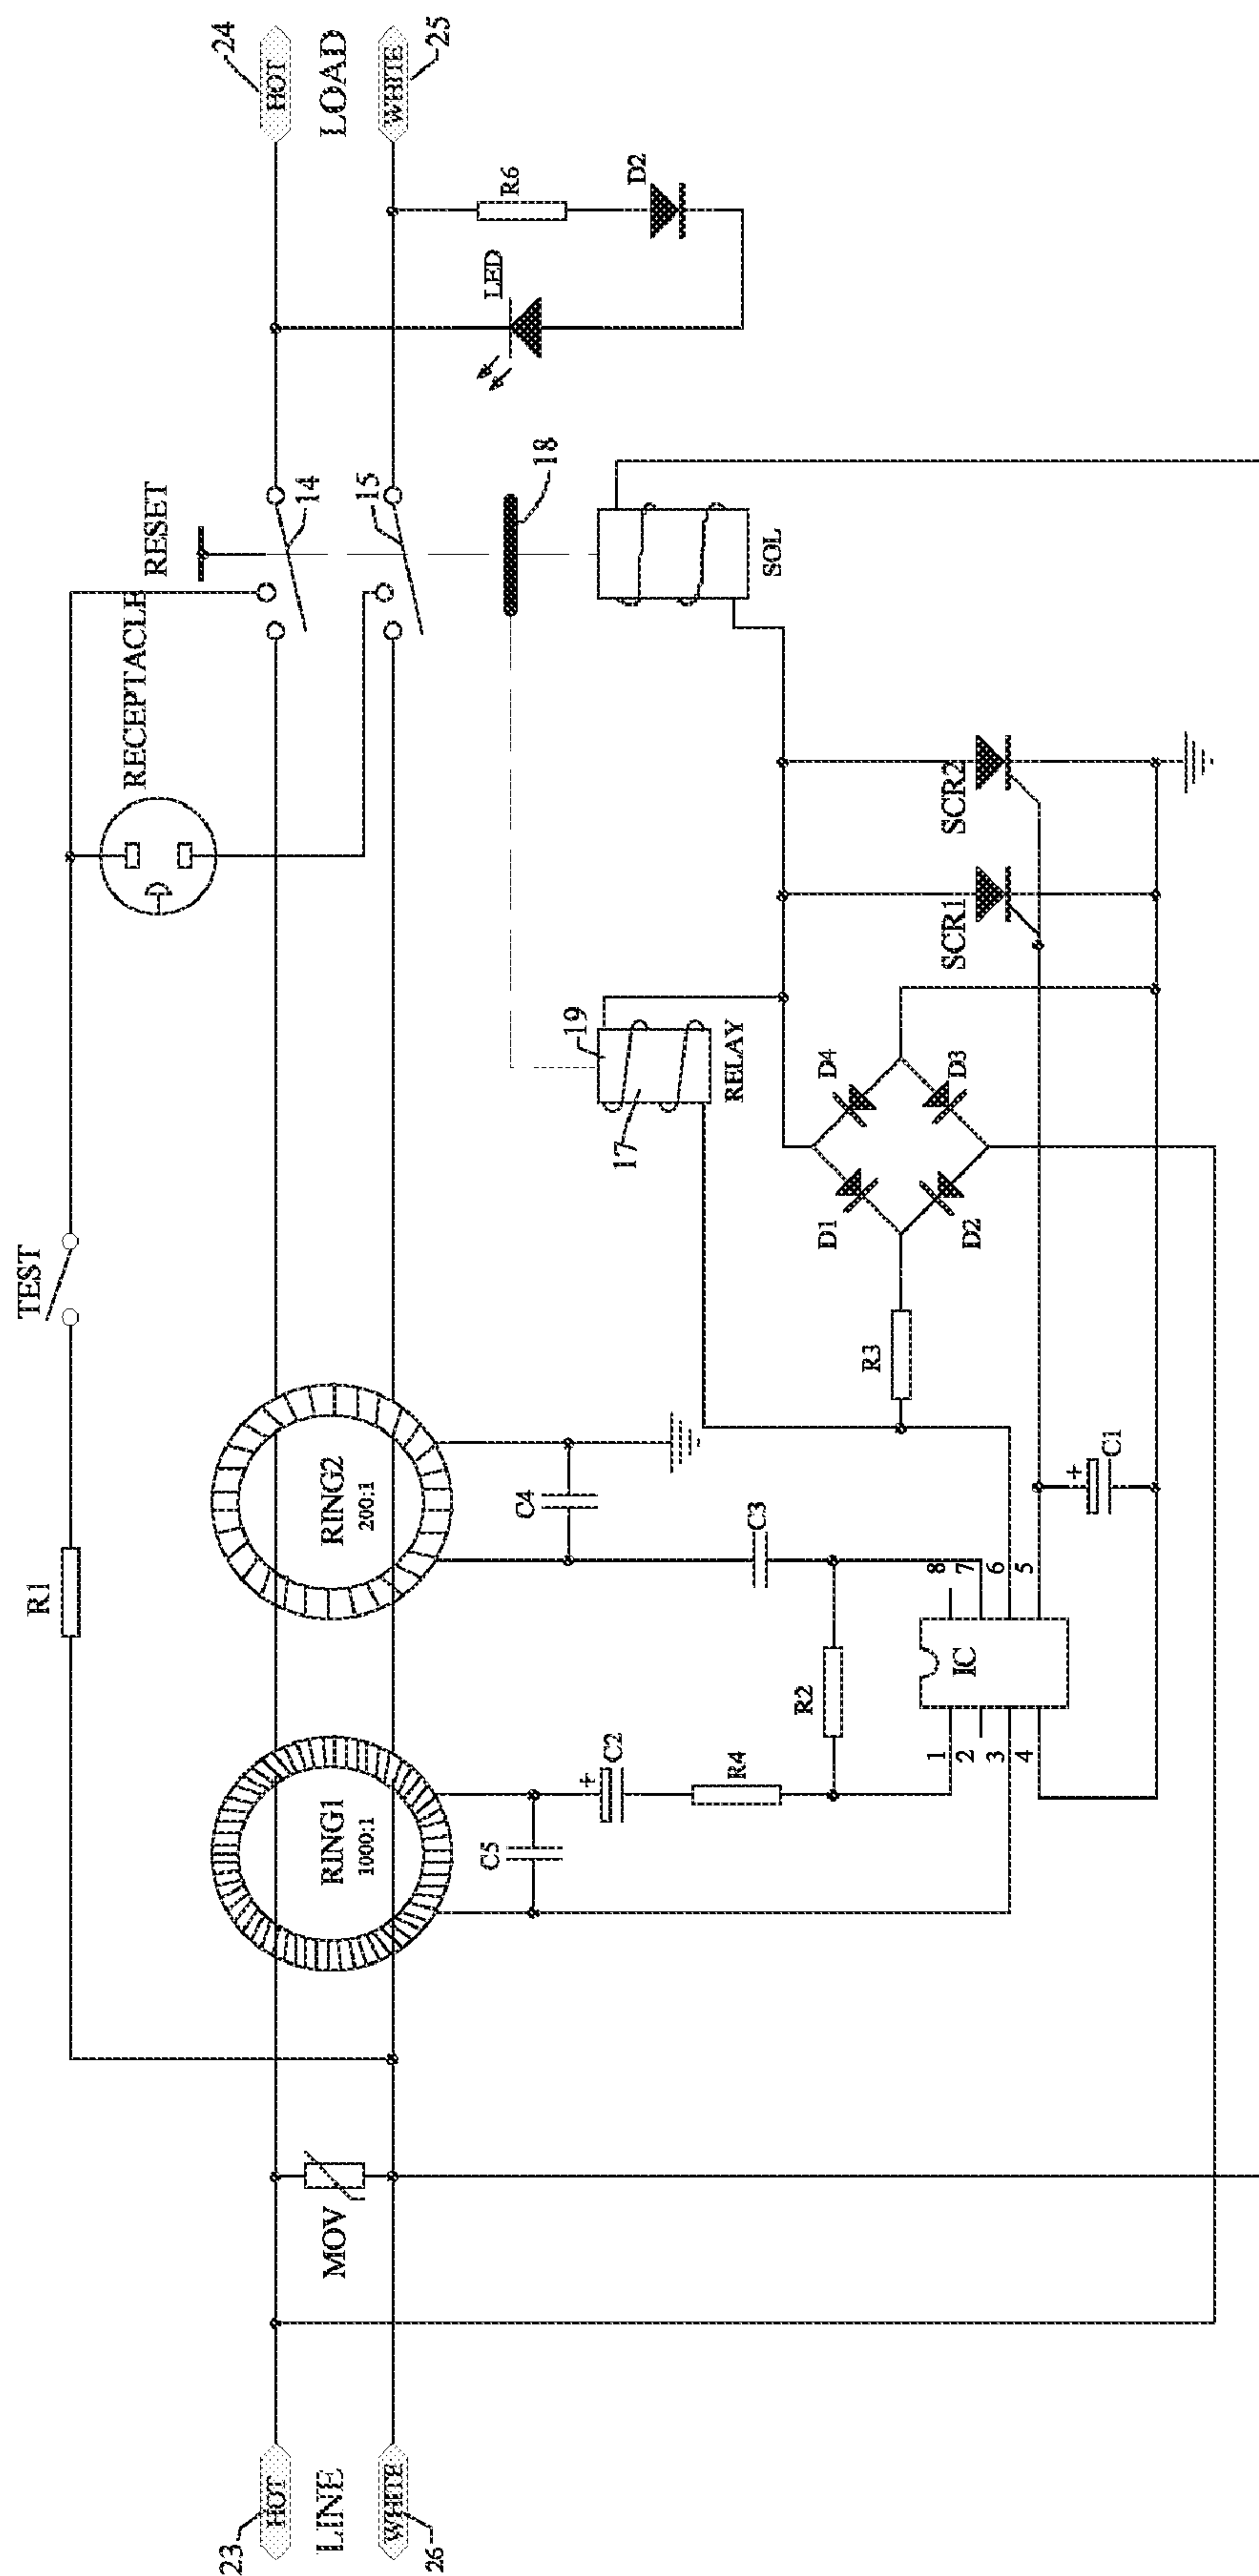 TEST
RECEPTACLE
RESET
R1
23
HOT
LINE
WHITE
26
MOV
RING1
1000:1
RING2
200:1
14
15
24
HOT
LOAD
WHITE
25
C5
C2
+
R4
R2
C4
C3
17
19
RELAY
18
SOL
LED
R6
D2
1
2
3
4
IC
8
7
6
5
R3
D1
D4
D2
D3
SCR1
SCR2
+
C1